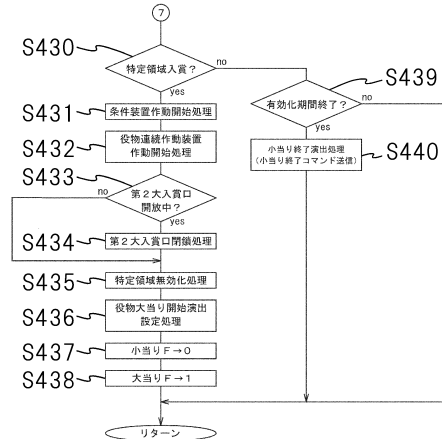 7
S430
特定領域入賞?
no
yes
S439
有効化期間終了?
no
yes
S431
条件装置作動開始処理
S432
役物連続作動装置
作動開始処理
S440
小当り終了演出処理
(小当り終了コマンド送信)
S433
第2大入賞口
開放中?
no
yes
S434
第2大入賞口閉鎖処理
S435
特定領域無効化処理
S436
役物大当り開始演出
設定処理
S437
小当りF→0
S438
大当りF→1
リターン